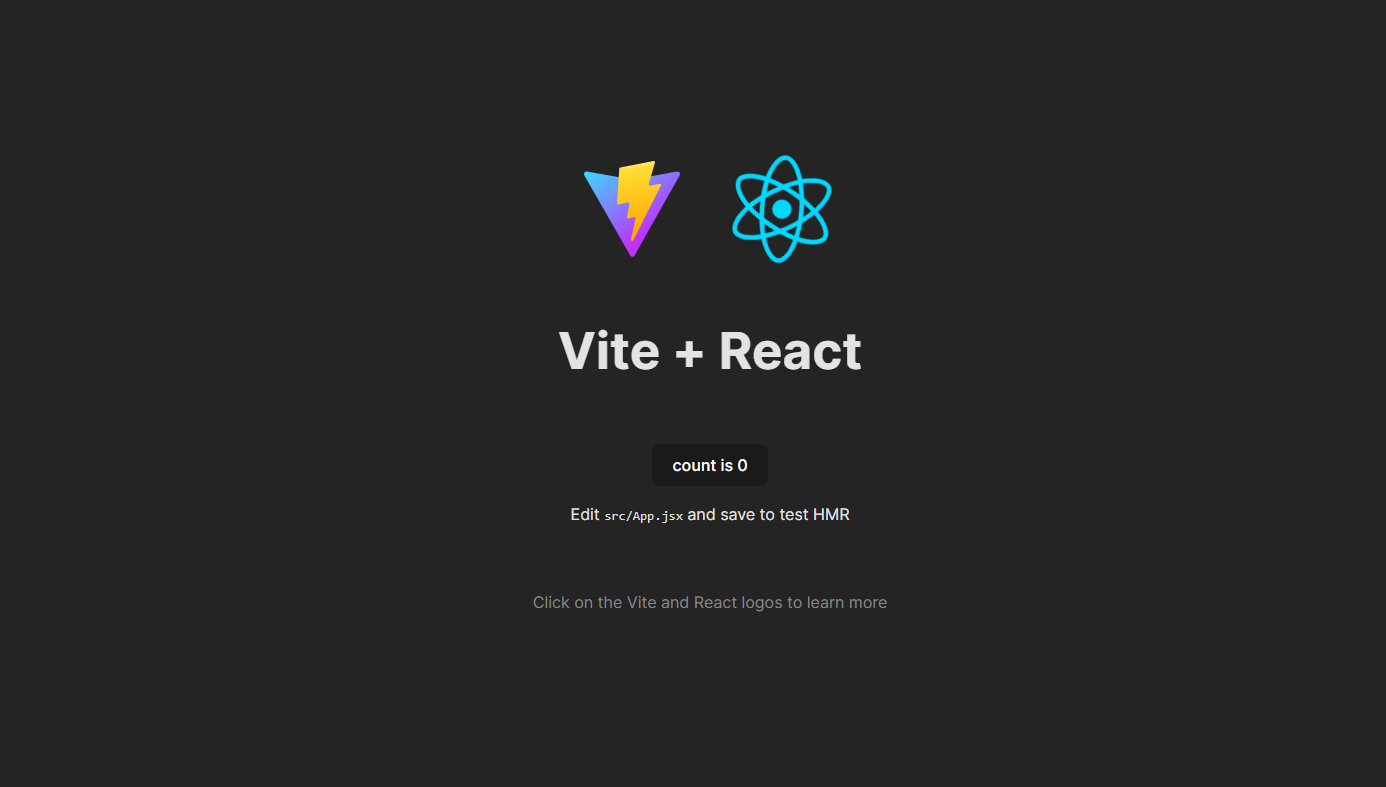 Vite + React
count is 0
Edit src/App.jsx and save to test HMR
Click on the Vite and React logos to learn more